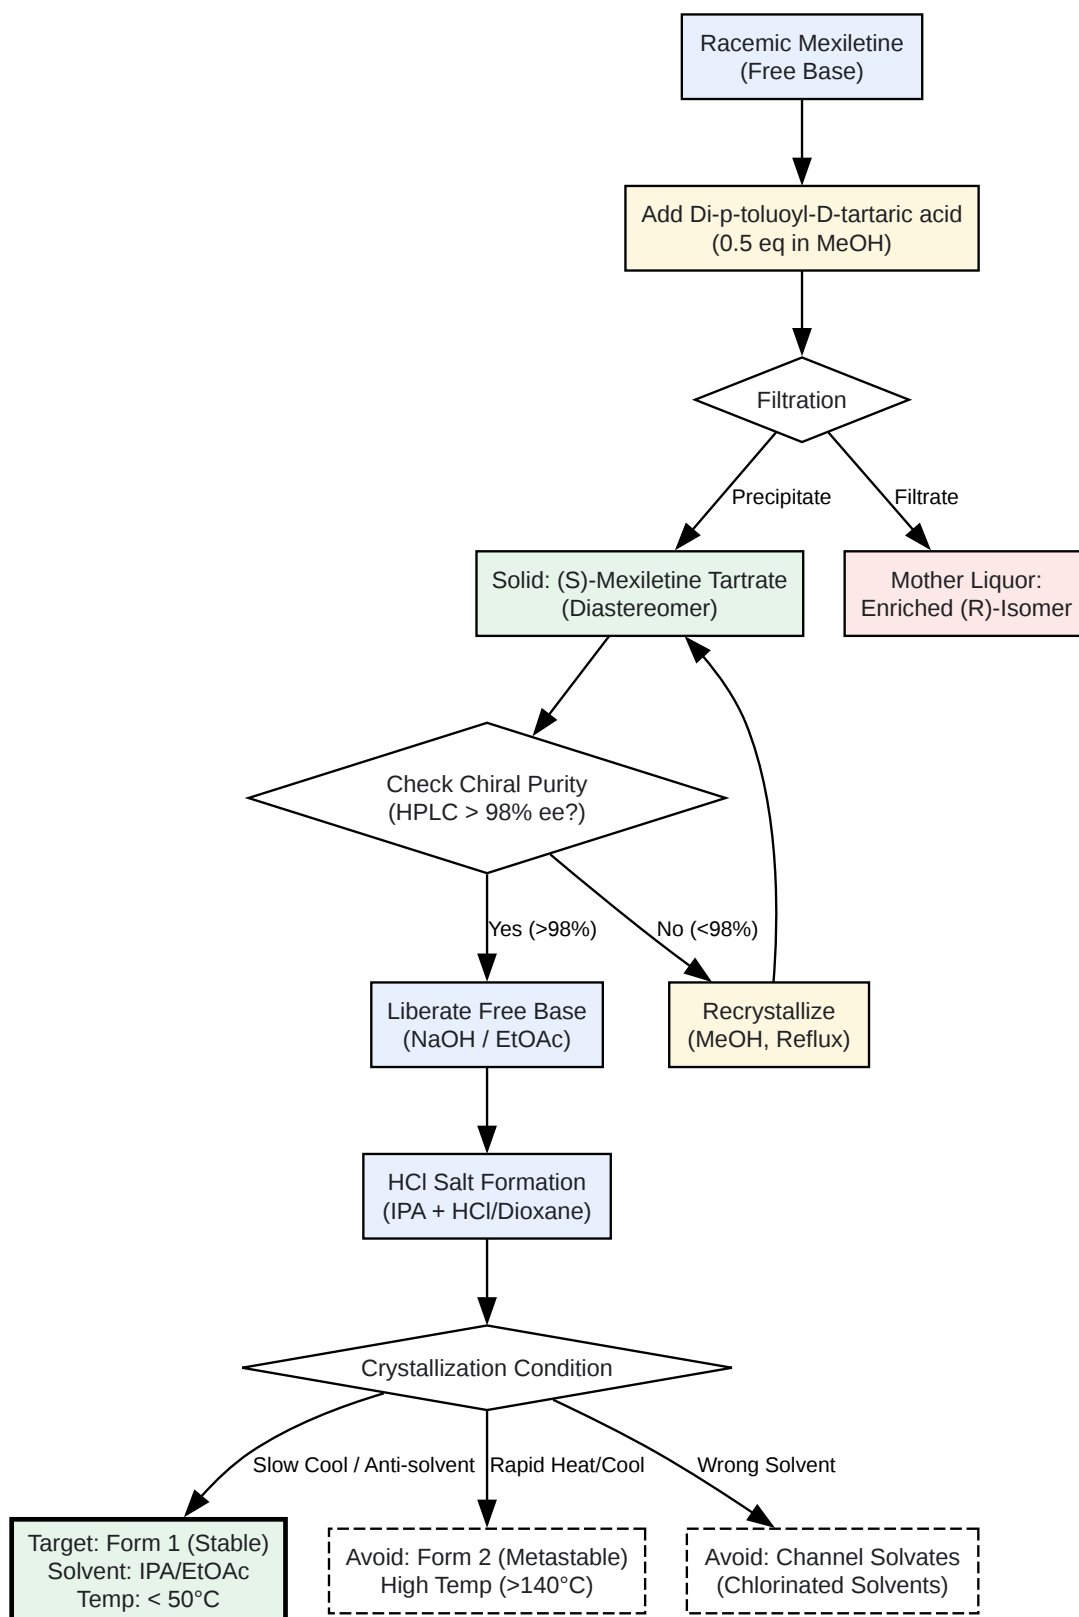 Racemic Mexiletine
(Free Base)
Add Di-p-toluoyl-D-tartaric acid
(0.5 eq in MeOH)
Filtration
Precipitate
Filtrate
Solid: (S)-Mexiletine Tartrate
(Diastereomer)
Mother Liquor:
Enriched (R)-Isomer
Check Chiral Purity
(HPLC > 98% ee?)
Yes (>98%)
No (<98%)
Liberate Free Base
(NaOH / EtOAc)
Recrystallize
(MeOH, Reflux)
HCl Salt Formation
(IPA + HCl/Dioxane)
Crystallization Condition
Slow Cool / Anti-solvent
Rapid Heat/Cool
Wrong Solvent
Target: Form 1 (Stable)
Solvent: IPA/EtOAc
Temp: < 50°C
Avoid: Form 2 (Metastable)
High Temp (>140°C)
Avoid: Channel Solvates
(Chlorinated Solvents)